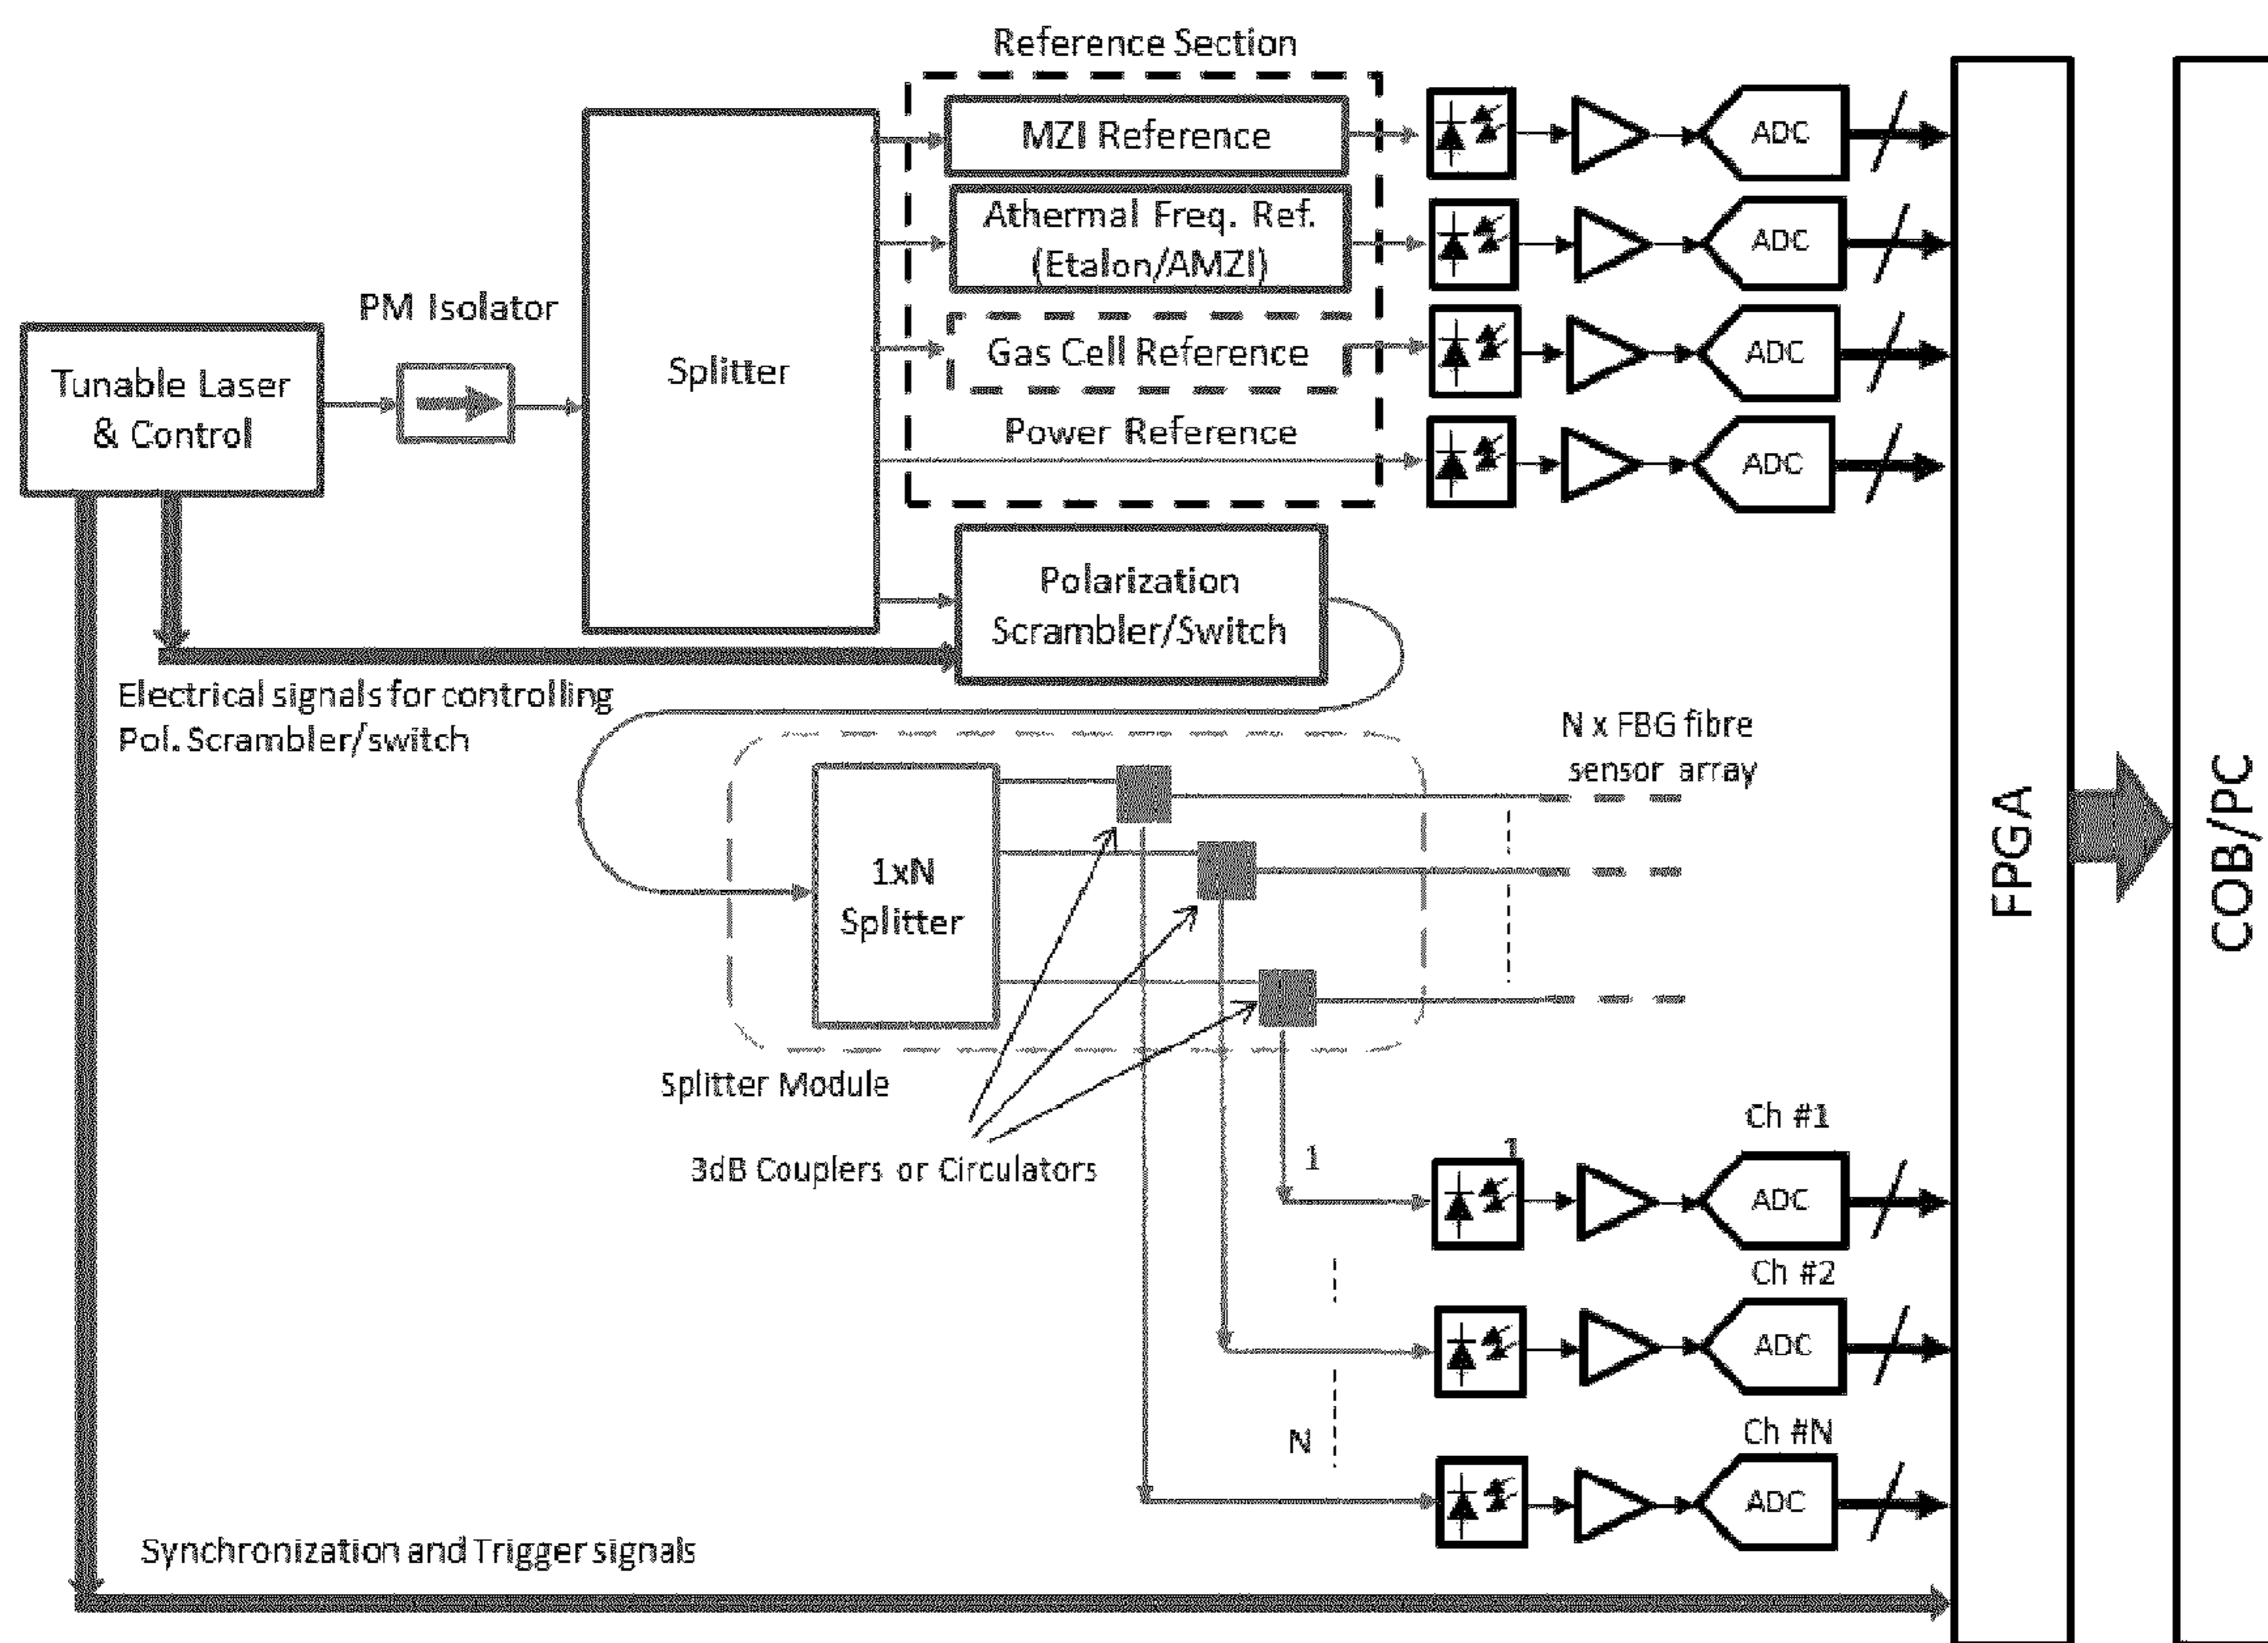 Reference Section
MZI Reference
ADC
Athermal Freq. Ref.
(Etalon/AMZI)
ADC
PM Isolator
Gas Cell Reference
ADC
Tunable Laser
& Control
Splitter
Power Reference
ADC
Polarization
Scrambler/Switch
Electrical signals for controlling
Pol. Scrambler/switch
N x FBG fibre
sensor array
1xN
Splitter
FPGA
COB/PC
Splitter Module
3dB Couplers or Circulators
Ch #1
1
1
ADC
Ch #2
ADC
Ch #N
N
ADC
Synchronization and Trigger signals